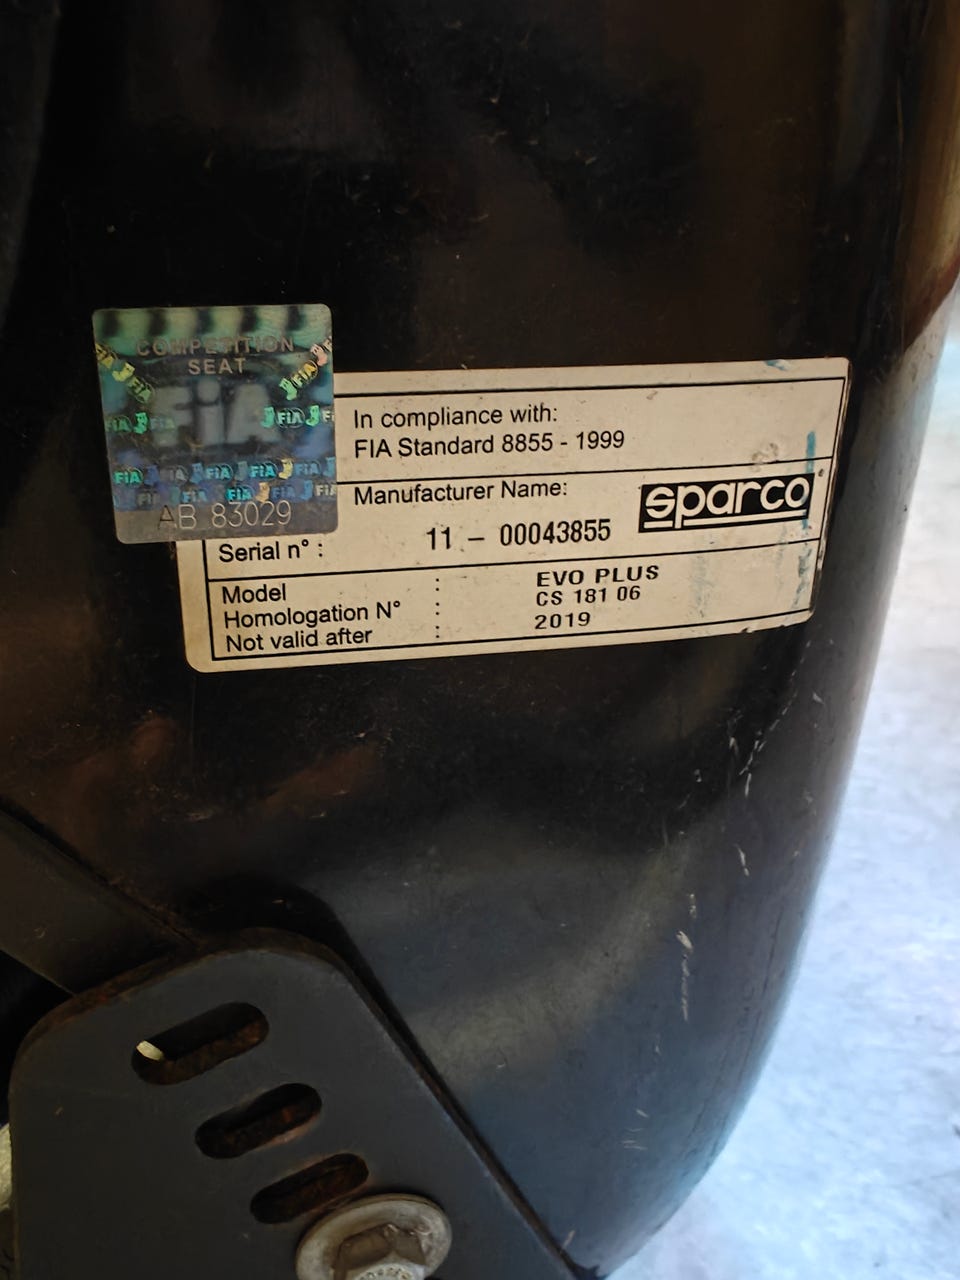 COMPETITION
SEAT
FIA
AB 83029
In compliance with:
FIA Standard 8855 - 1999
Manufacturer Name:
sparco
Serial n° : 11 - 00043855
Model : EVO PLUS
Homologation N° : CS 181 06
Not valid after : 2019